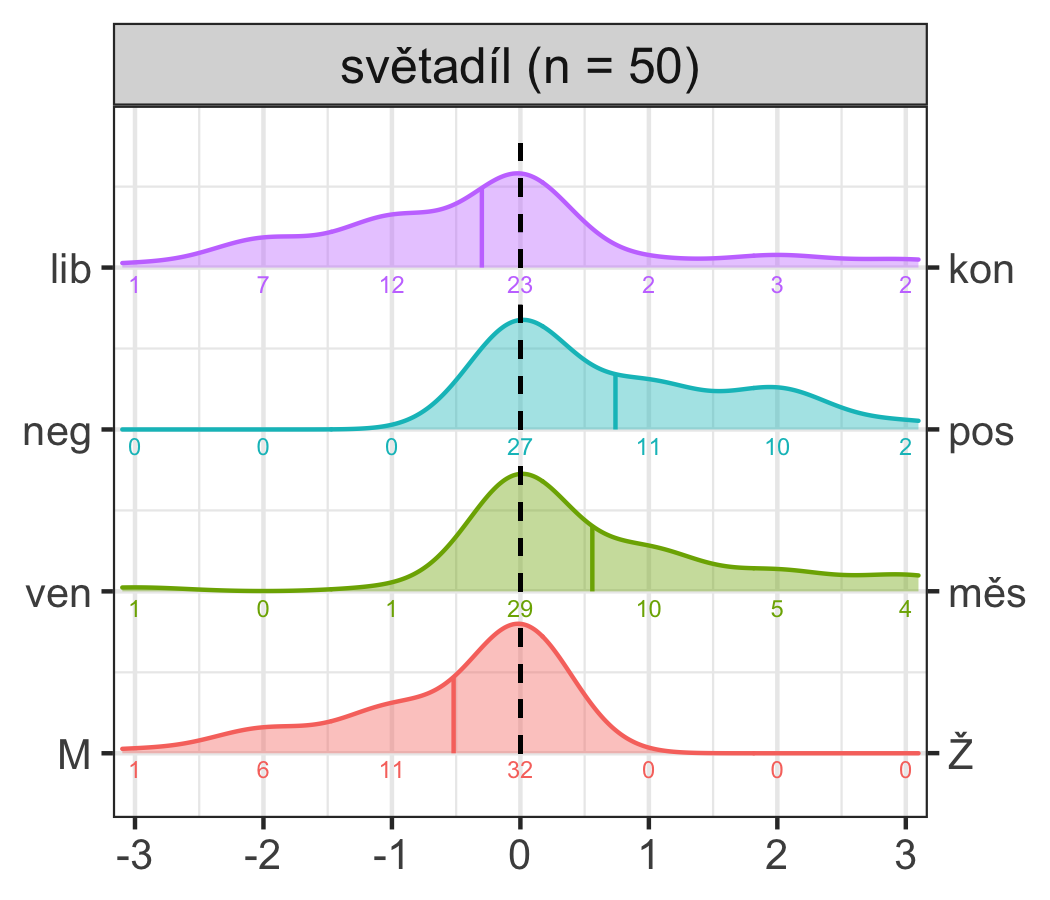 světadíl (n = 50)
lib kon
1 7 12 23 2 3 2
neg pos
0 0 0 27 11 10 2
ven měs
1 0 1 29 10 5 4
M Ž
1 6 11 32 0 0 0
-3 -2 -1 0 1 2 3